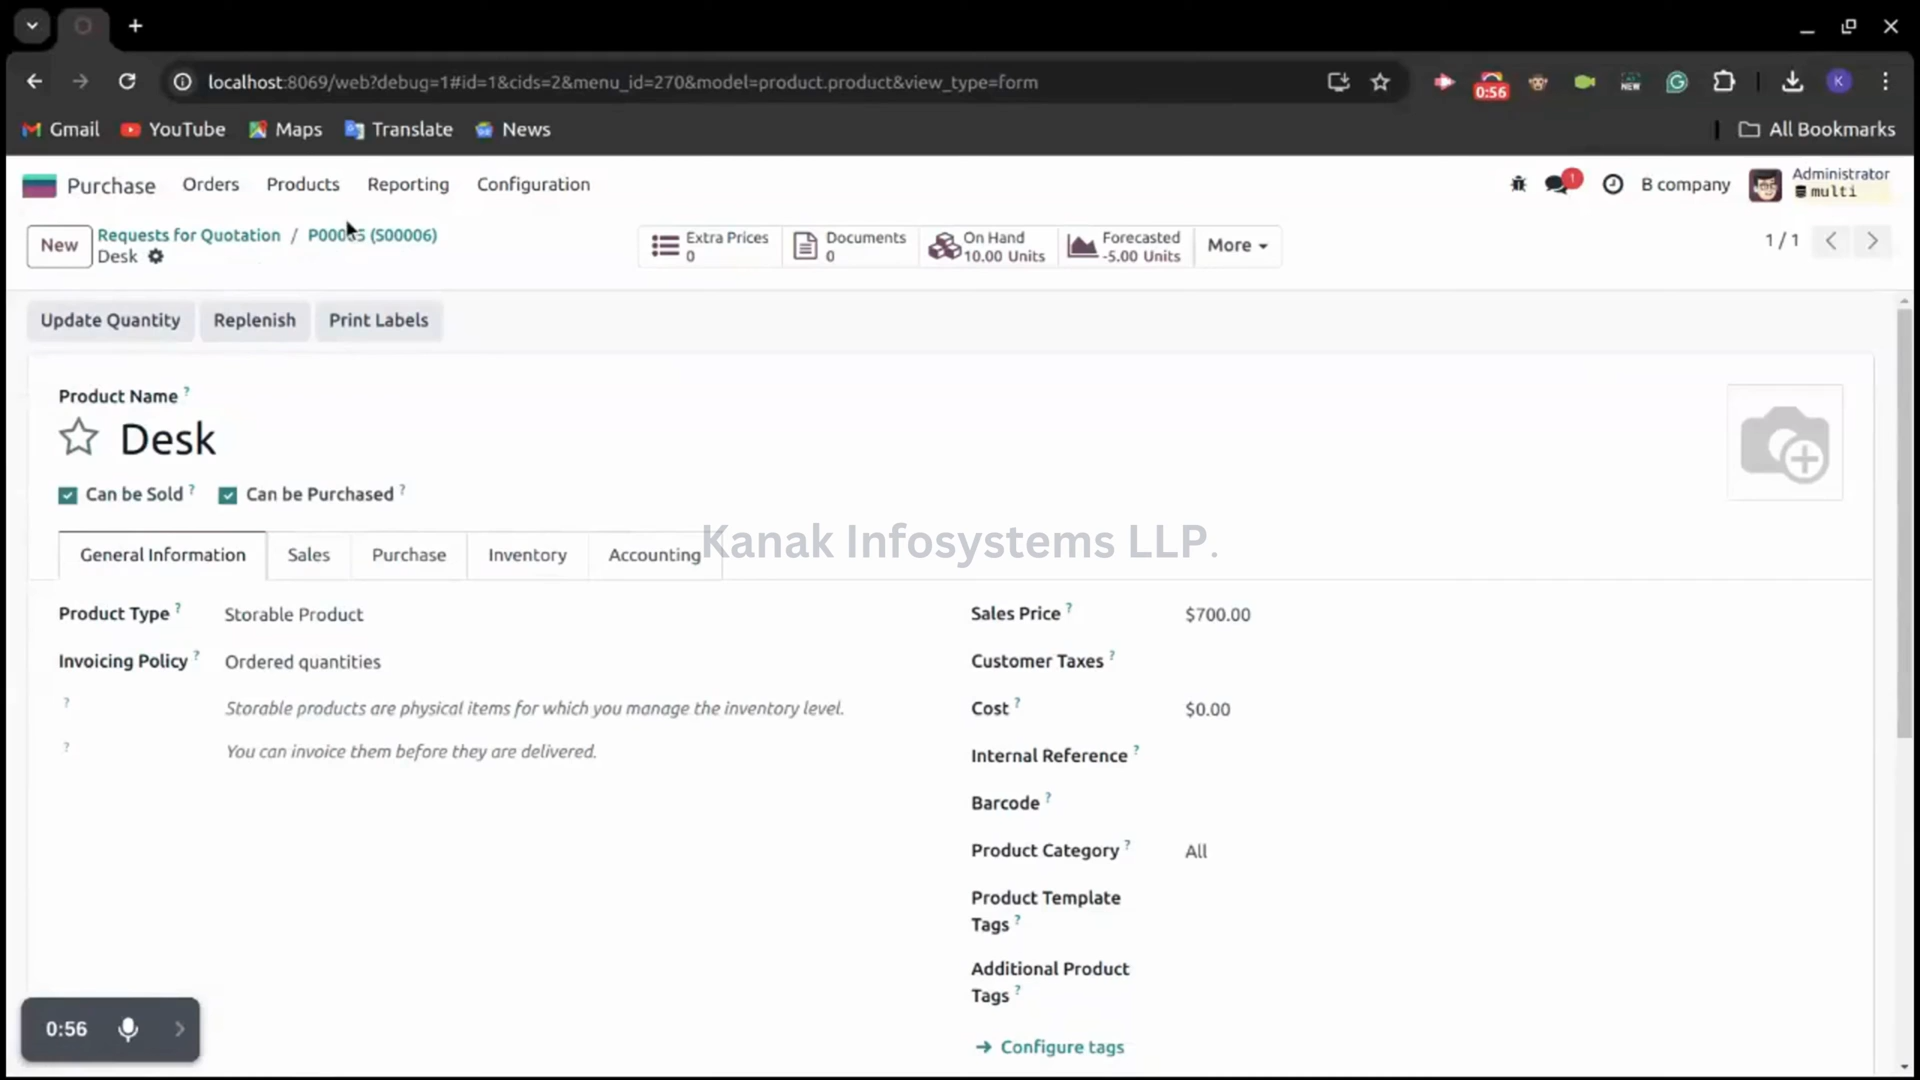 localhost:8069/web?debug=1#id=1&cids=2&menu_id=270&model=product.product&view_type=form
0:56
NEW
K
Gmail YouTube Translate News All Bookmarks
Maps
Purchase Orders Products Reporting Configuration
1
B company
Administrator
multi
New
Requests for Quotation / P00005 (S00006)
Desk
Extra Prices
0
Documents
0
On Hand
10.00 Units
Forecasted
-5.00 Units
More
1 / 1
Update Quantity Replenish Print Labels
Product Name ?
Desk
Can be Sold ? Can be Purchased ?
Kanak Infosystems LLP.
General Information Sales Purchase Inventory Accounting
Product Type ? Storable Product
Invoicing Policy ? Ordered quantities
? Storable products are physical items for which you manage the inventory level.
? You can invoice them before they are delivered.
Sales Price ? $700.00
Customer Taxes ?
Cost ? $0.00
Internal Reference ?
Barcode ?
Product Category ? All
Product Template
Tags ?
Additional Product
Tags ?
Configure tags
0:56